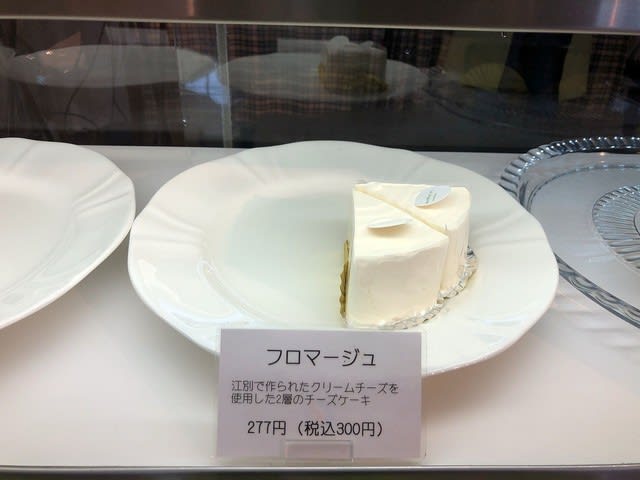 フロマージュ
江別で作られたクリームチーズを
使用した2層のチーズケーキ
277円（税込300円）